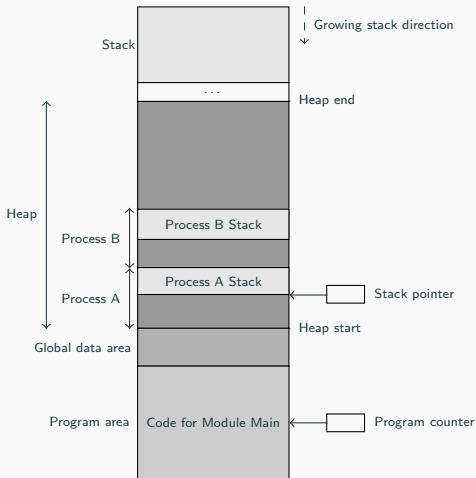 Growing stack direction
Stack
...
Heap end
Heap
Process B Stack
Process B
Process A Stack
Process A
Stack pointer
Heap start
Global data area
Program area
Code for Module Main
Program counter